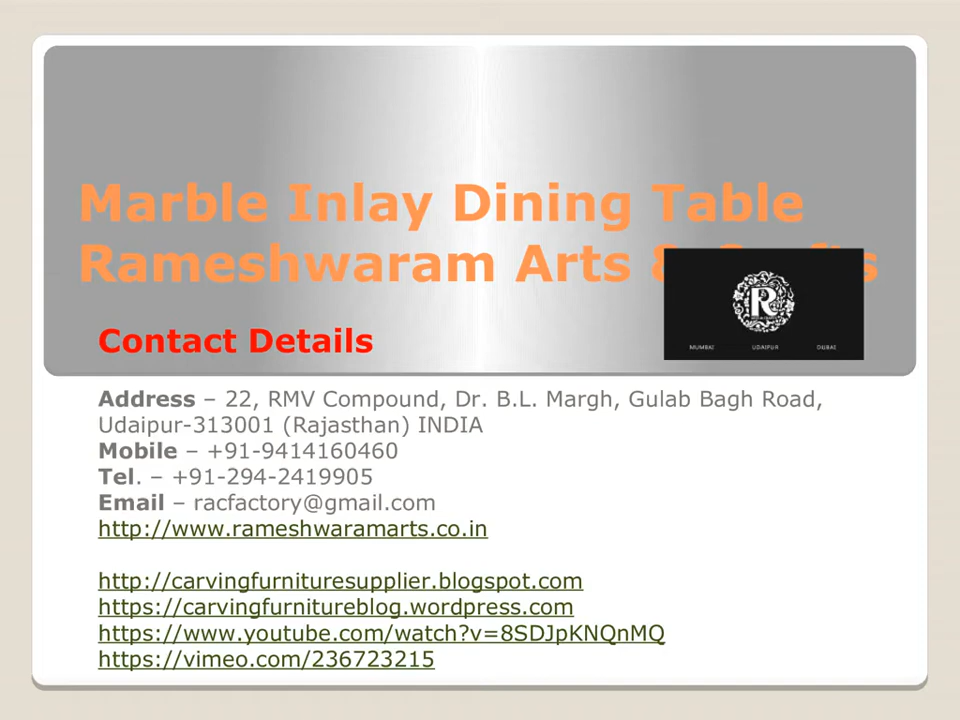 Marble Inlay Dining Table
Rameshwaram Arts &
R
MUMBAI UDAIPUR DUBAI
Contact Details
Address – 22, RMV Compound, Dr. B.L. Margh, Gulab Bagh Road,
Udaipur-313001 (Rajasthan) INDIA
Mobile – +91-9414160460
Tel. – +91-294-2419905
Email – racfactory@gmail.com
http://www.rameshwaramarts.co.in
http://carvingfurnituresupplier.blogspot.com
https://carvingfurnitureblog.wordpress.com
https://www.youtube.com/watch?v=8SDJpKNQnMQ
https://vimeo.com/236723215